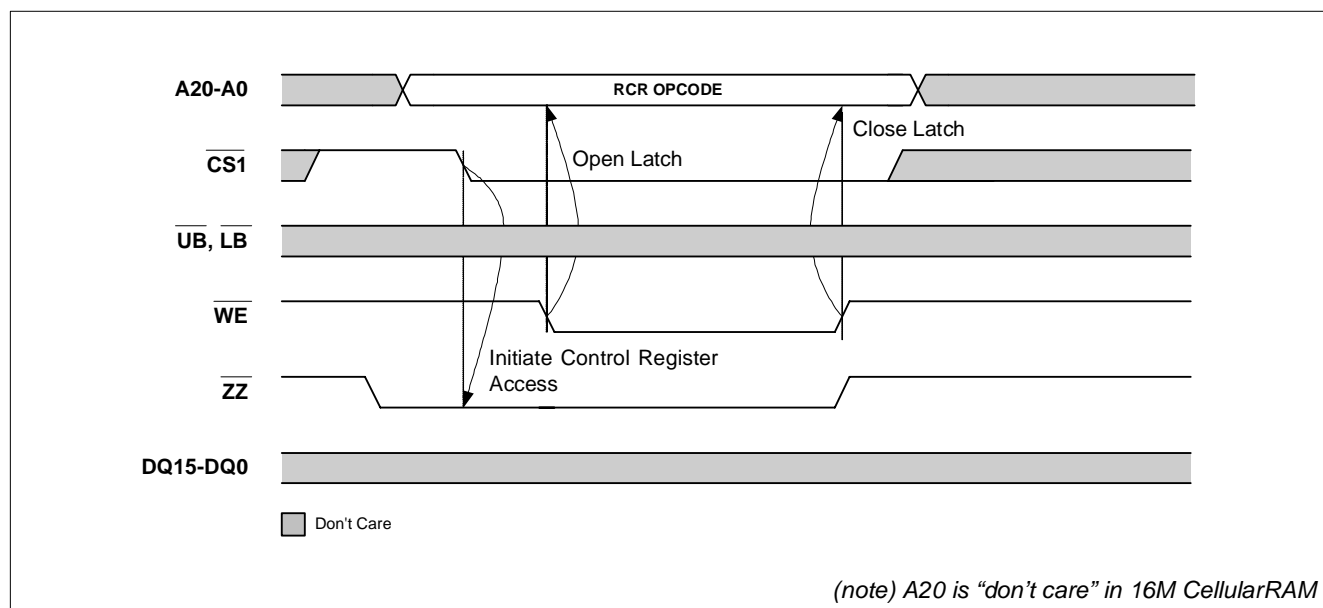 A20-A0
RCR OPCODE
Close Latch
CS1
Open Latch
UB, LB
WE
Initiate Control Register
Access
ZZ
DQ15-DQ0
Don't Care
(note) A20 is “don’t care” in 16M CellularRAM